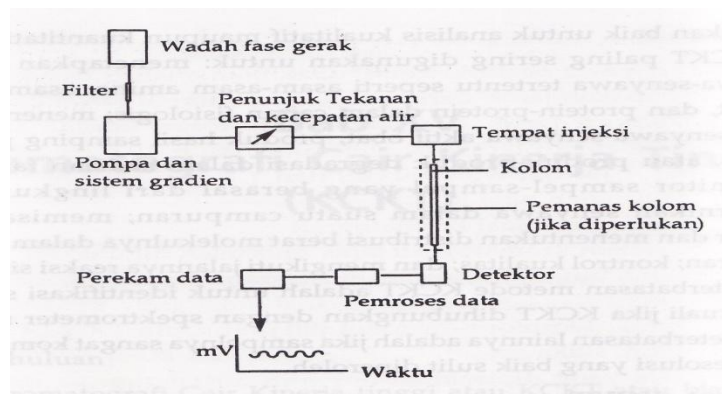 Wadah fase gerak
Filter
Penunjuk Tekanan
dan kecepatan alir
Tempat injeksi
Pompa dan
sistem gradien
Kolom
Pemanas kolom
(jika diperlukan)
Perekam data
Detektor
Pemroses data
mV
Waktu